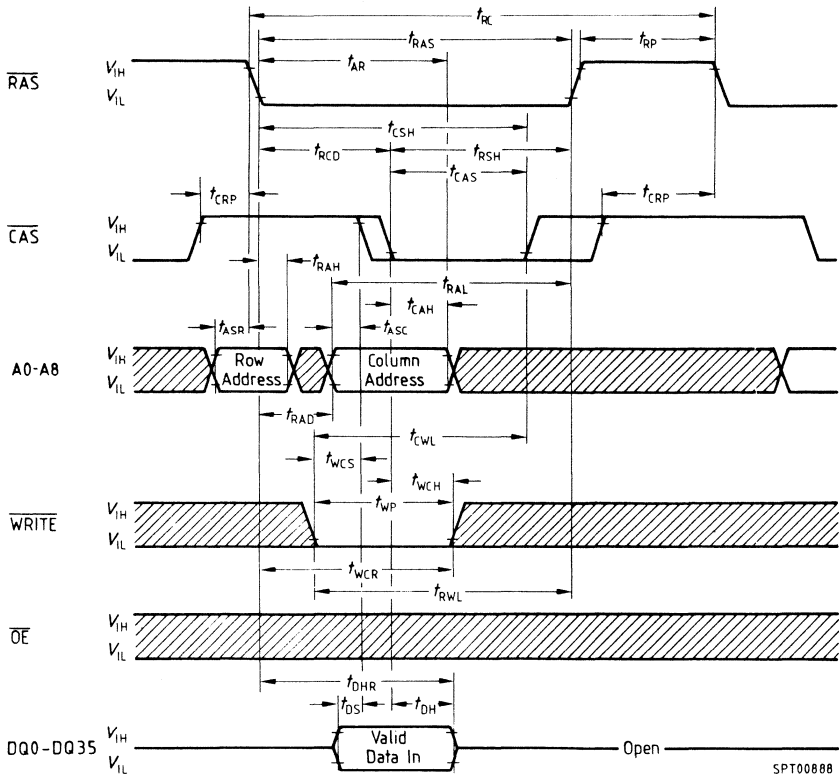 tRC
tRAS
tRP
tAR
RAS
VIH
VIL
tCSH
tRCD
tRSH
tCAS
tCRP
tCRP
CAS
VIH
VIL
tRAH
tRAL
tCAH
tASR
tASC
A0-A8
VIH
VIL
Row
Address
Column
Address
tRAD
tCWL
tWCS
tWCH
tWP
WRITE
VIH
VIL
tWCR
tRWL
OE
VIH
VIL
tDHR
tDS
tDH
DQ0-DQ35
VIH
VIL
Valid
Data In
Open
SPT00888